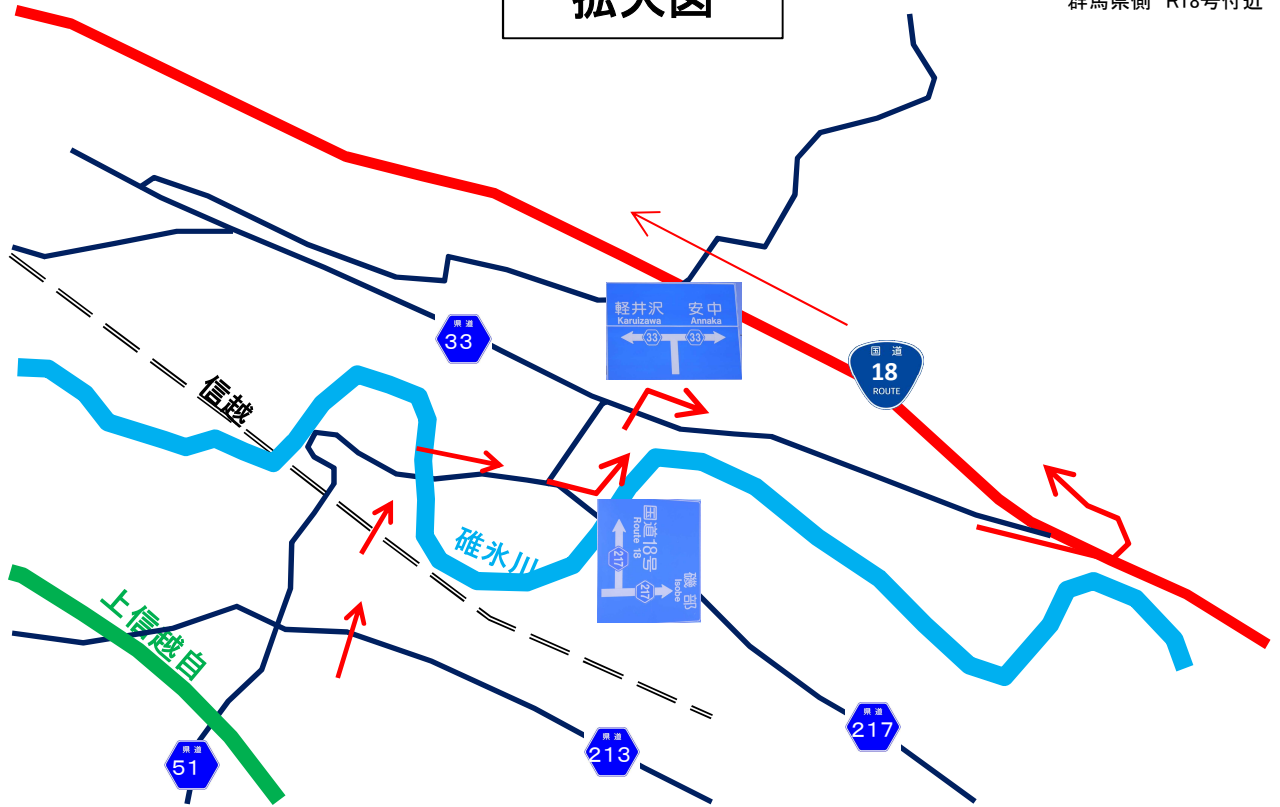 拡大図
群馬県側 R18号付近
軽井沢 安中
Karuizawa Annaka
33 33
県道
33
国道
18
ROUTE
信越
碓氷川
国道18号
Route 18
217
磯部
Isobe
217
上信越自
県道
217
県道
213
県道
51